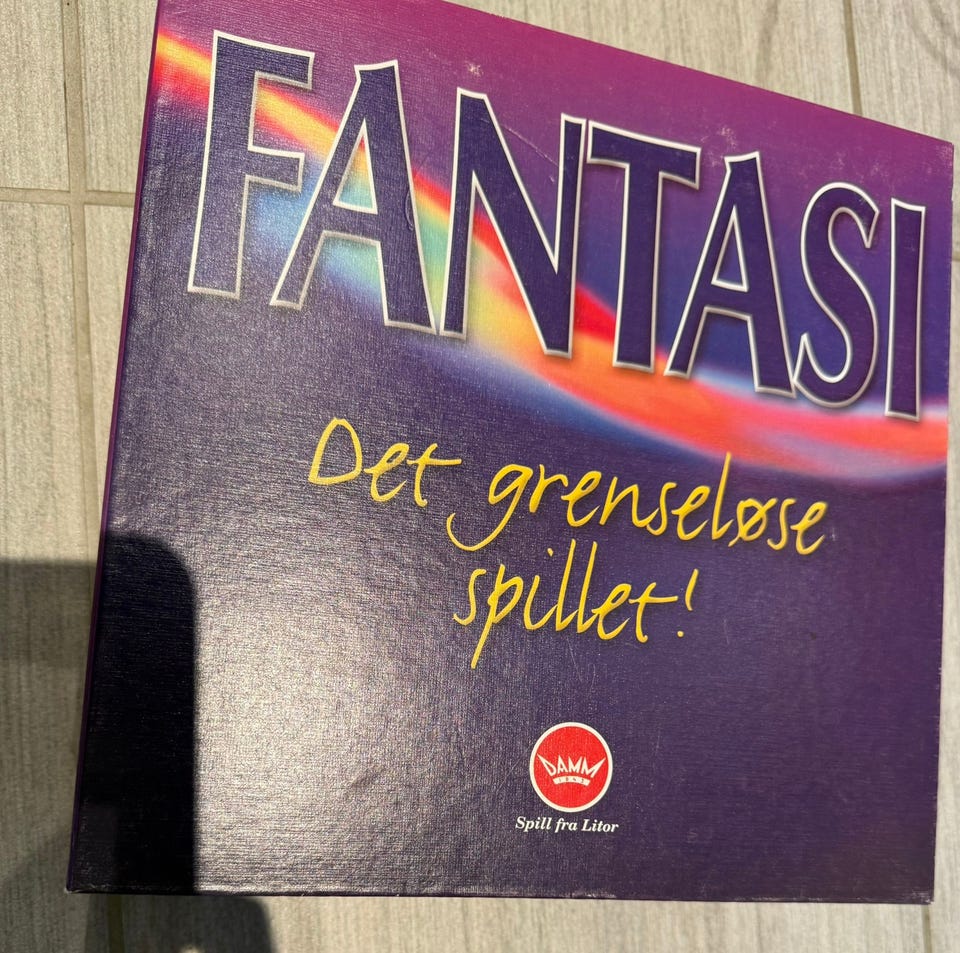 FANTASI
Det grenseløse
spillet!
DAMM
Spill fra Litor